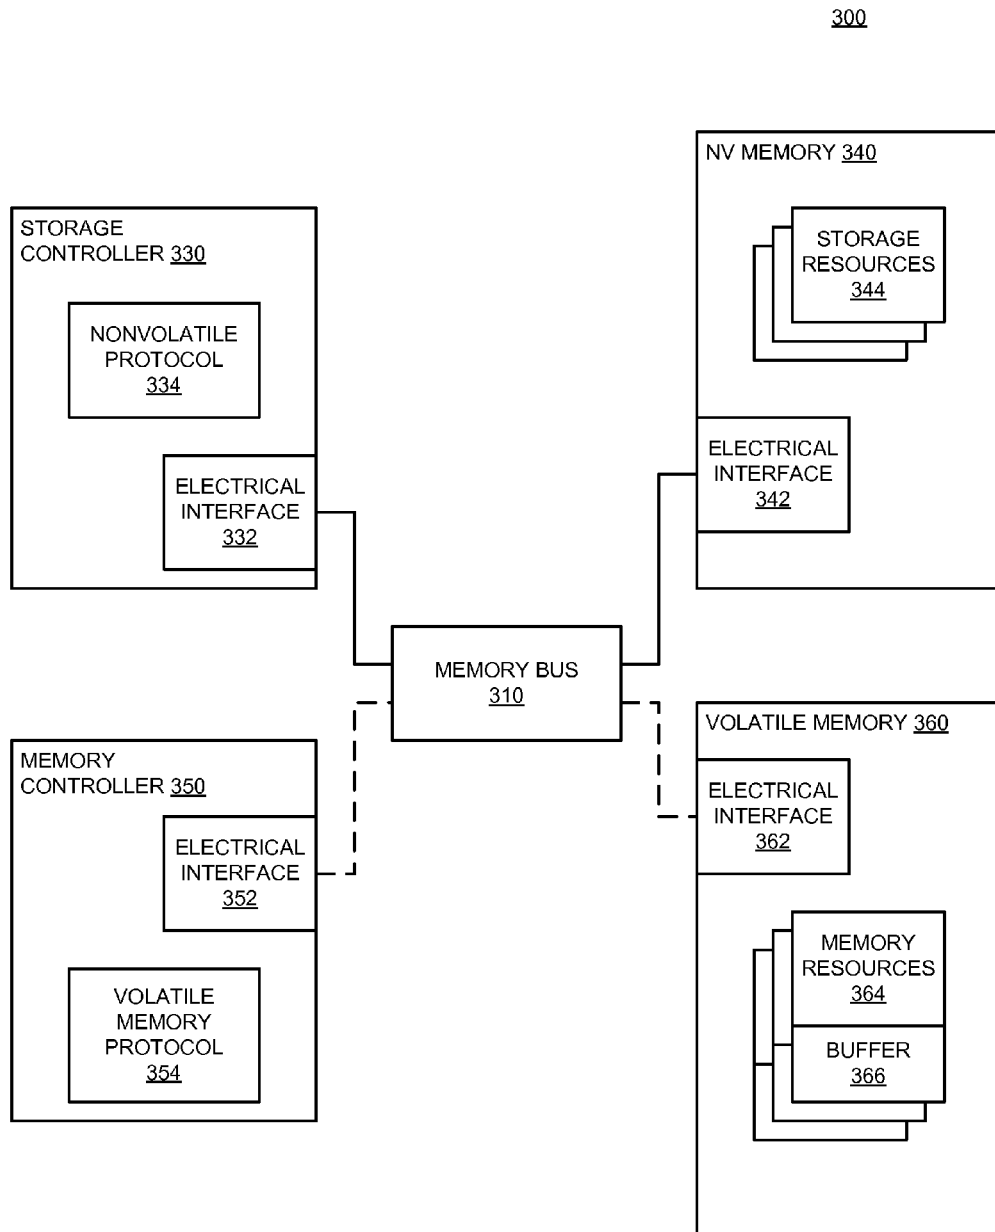 300
STORAGE
CONTROLLER 330
NONVOLATILE
PROTOCOL
334
ELECTRICAL
INTERFACE
332
NV MEMORY 340
STORAGE
RESOURCES
344
ELECTRICAL
INTERFACE
342
MEMORY BUS
310
MEMORY
CONTROLLER 350
ELECTRICAL
INTERFACE
352
VOLATILE
MEMORY
PROTOCOL
354
VOLATILE MEMORY 360
ELECTRICAL
INTERFACE
362
MEMORY
RESOURCES
364
BUFFER
366